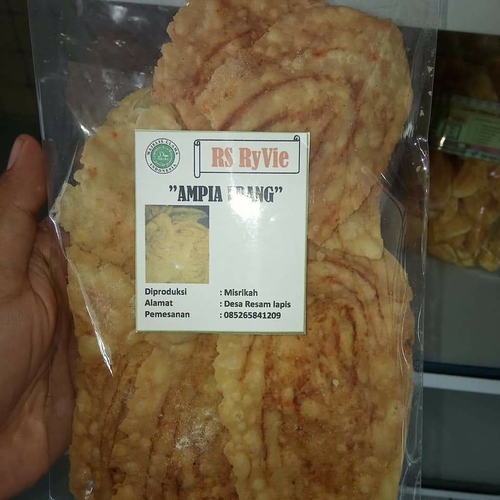 RS RyVie
"AMPIA
Diproduksi : Misrikah
Alamat : Desa Resam lapis
Pemesanan : 085265841209